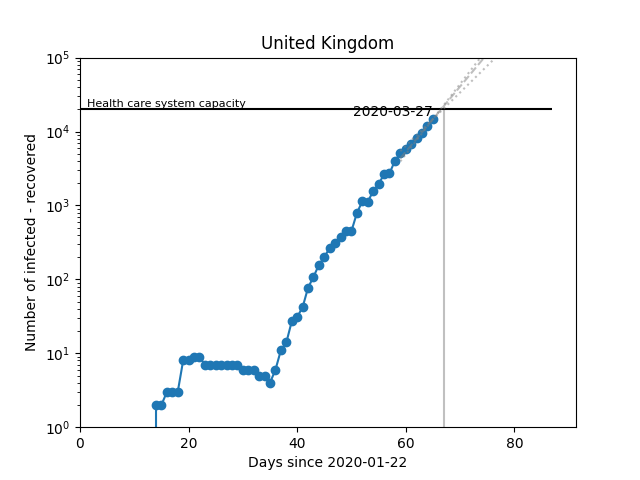 United Kingdom
10^5
Health care system capacity
2020-03-27
10^4
10^3
10^2
10^1
10^0
Number of infected - recovered
0 20 40 60 80
Days since 2020-01-22